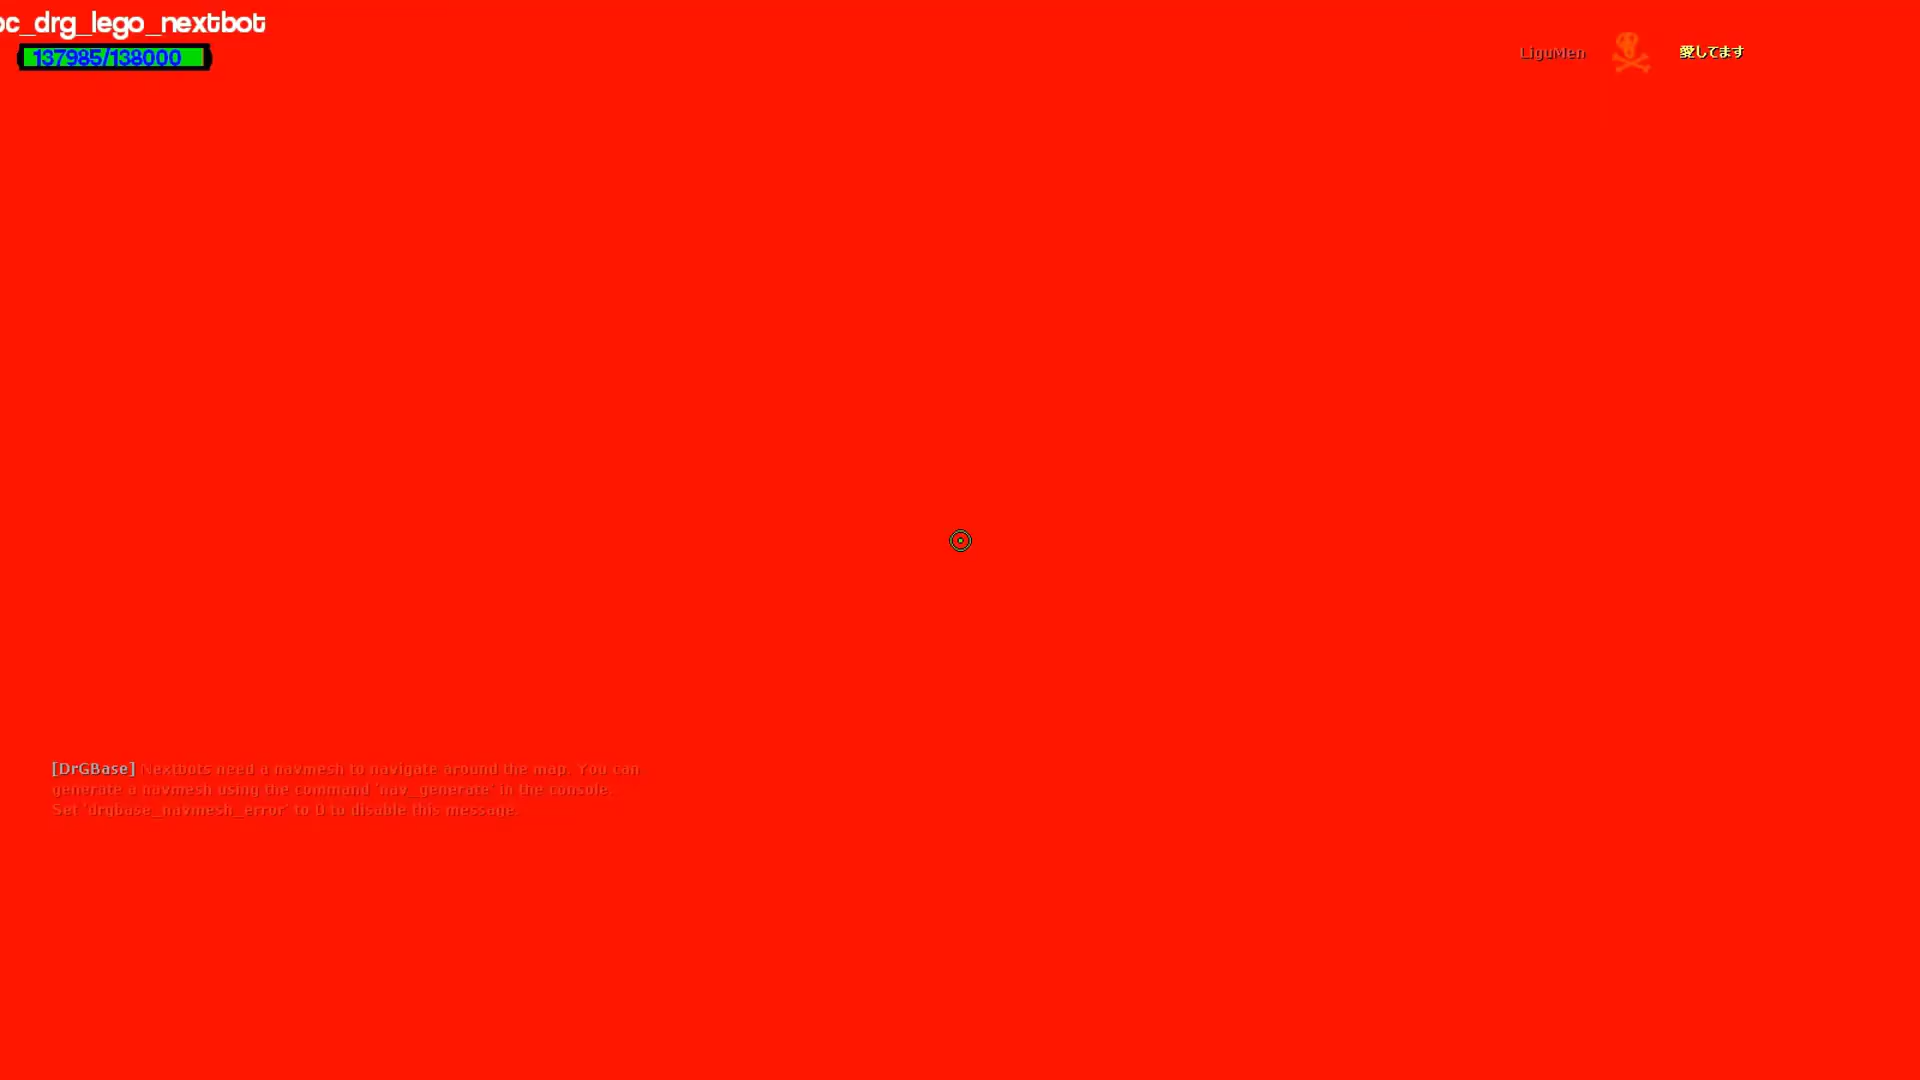 pc_drg_lego_nextbot
137985/138000
LiguMen 愛してます
[DrGBase] Nextbots need a navmesh to navigate around the map. You can
generate a navmesh using the command 'nav_generate' in the console.
Set 'drgbase_navmesh_error' to 0 to disable this message.